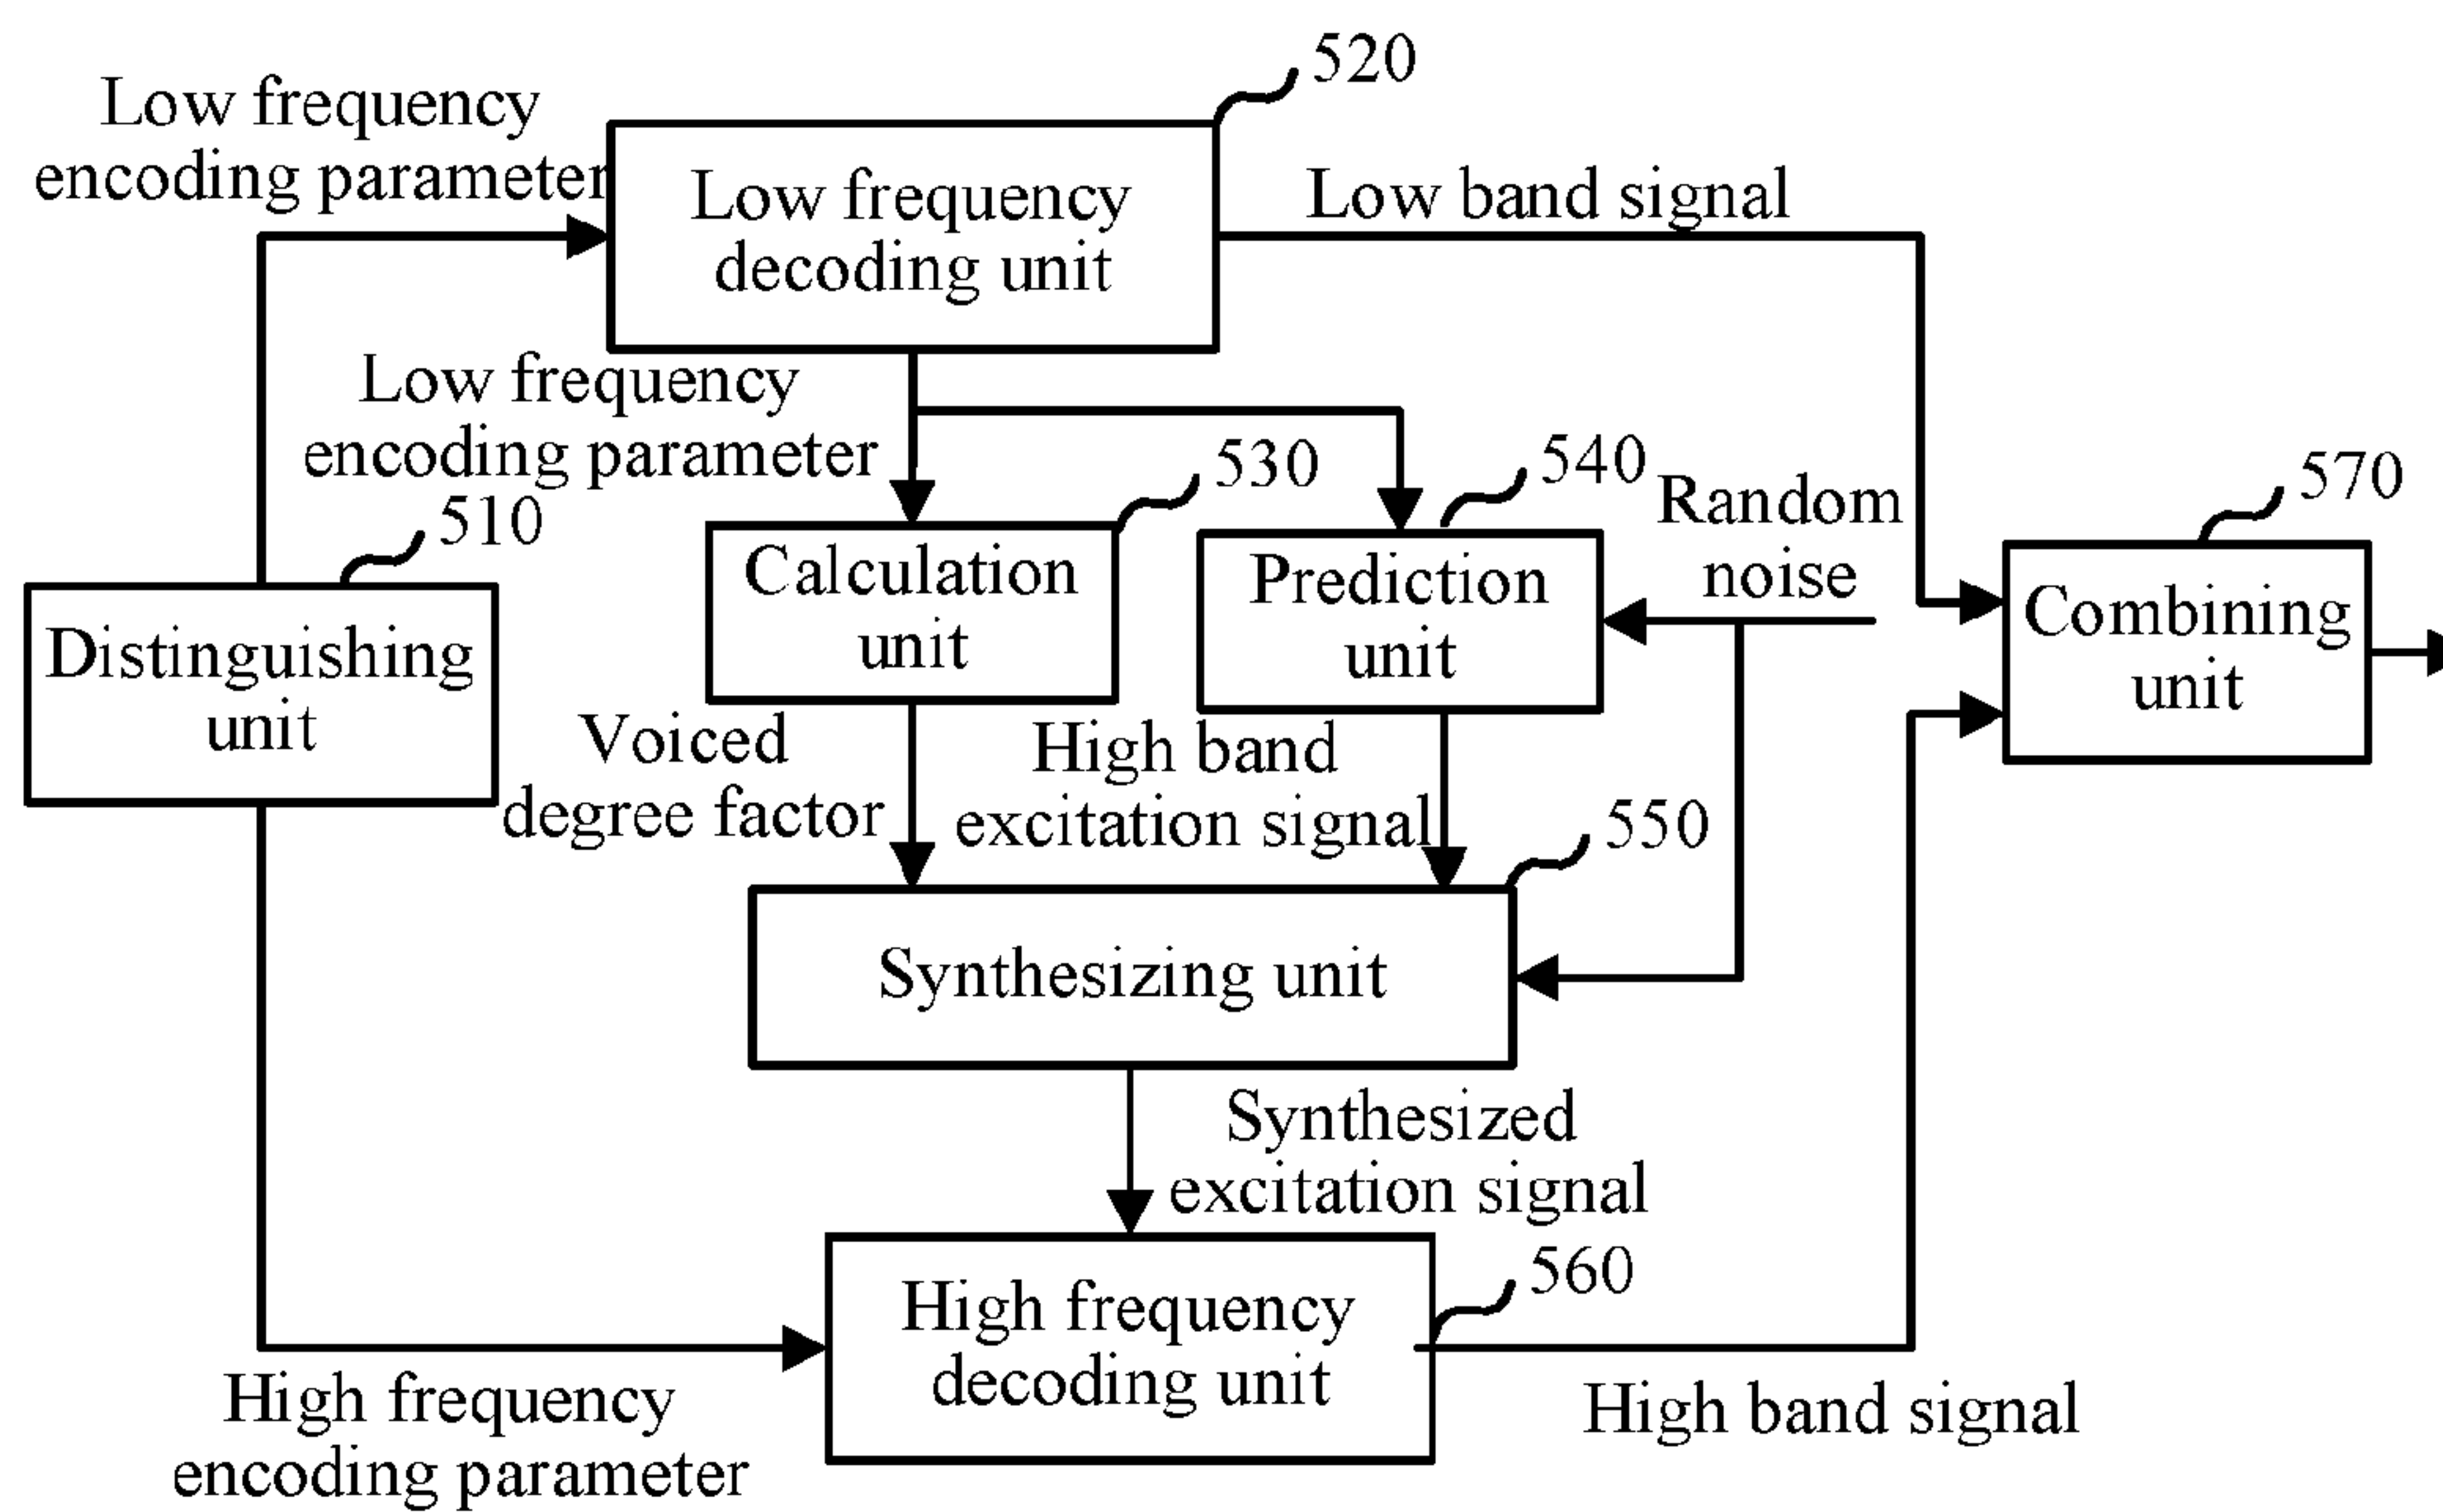 520
Low frequency
encoding parameter
Low frequency
decoding unit
Low band signal
Low frequency
encoding parameter
510
530
540
Random
noise
570
Distinguishing
unit
Calculation
unit
Prediction
unit
Combining
unit
Voiced
degree factor
High band
excitation signal
550
Synthesizing unit
Synthesized
excitation signal
560
High frequency
decoding unit
High frequency
encoding parameter
High band signal